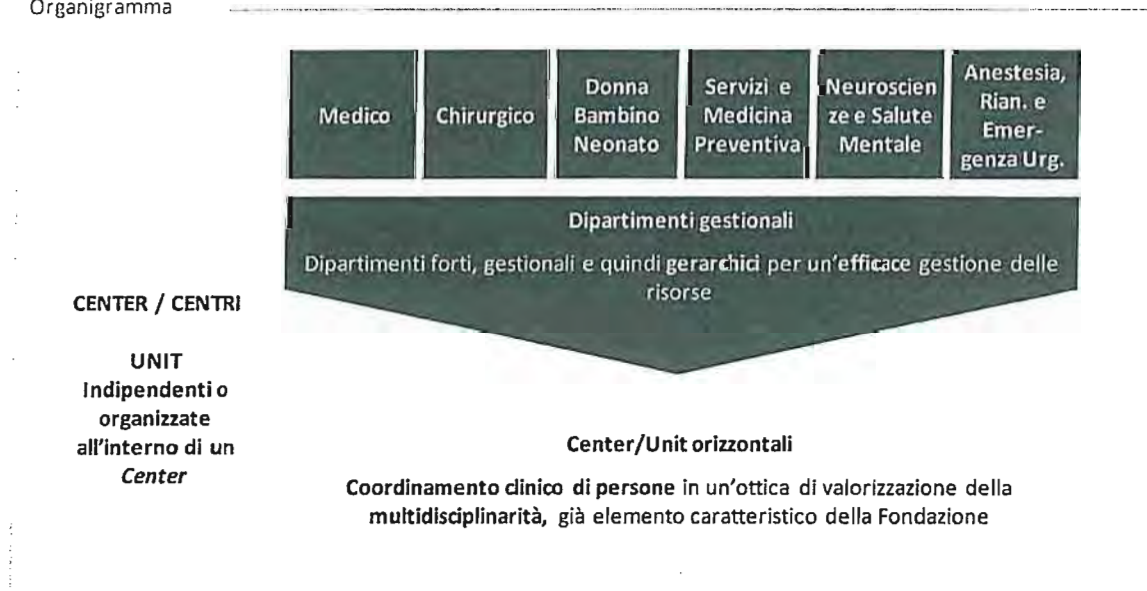 Organigramma
Medico
Chirurgico
Donna
Bambino
Neonato
Servizi e
Medicina
Preventiva
Neuroscien
ze e Salute
Mentale
Anestesia,
Rian. e
Emer-
genza Urg.
Dipartimenti gestionali
Dipartimenti forti, gestionali e quindi gerarchici per un'efficace gestione delle
risorse
CENTER / CENTRI
UNIT
Indipendenti o
organizzate
all'interno di un
Center
Center/Unit orizzontali
Coordinamento clinico di persone in un'ottica di valorizzazione della
multidisciplinarità, già elemento caratteristico della Fondazione